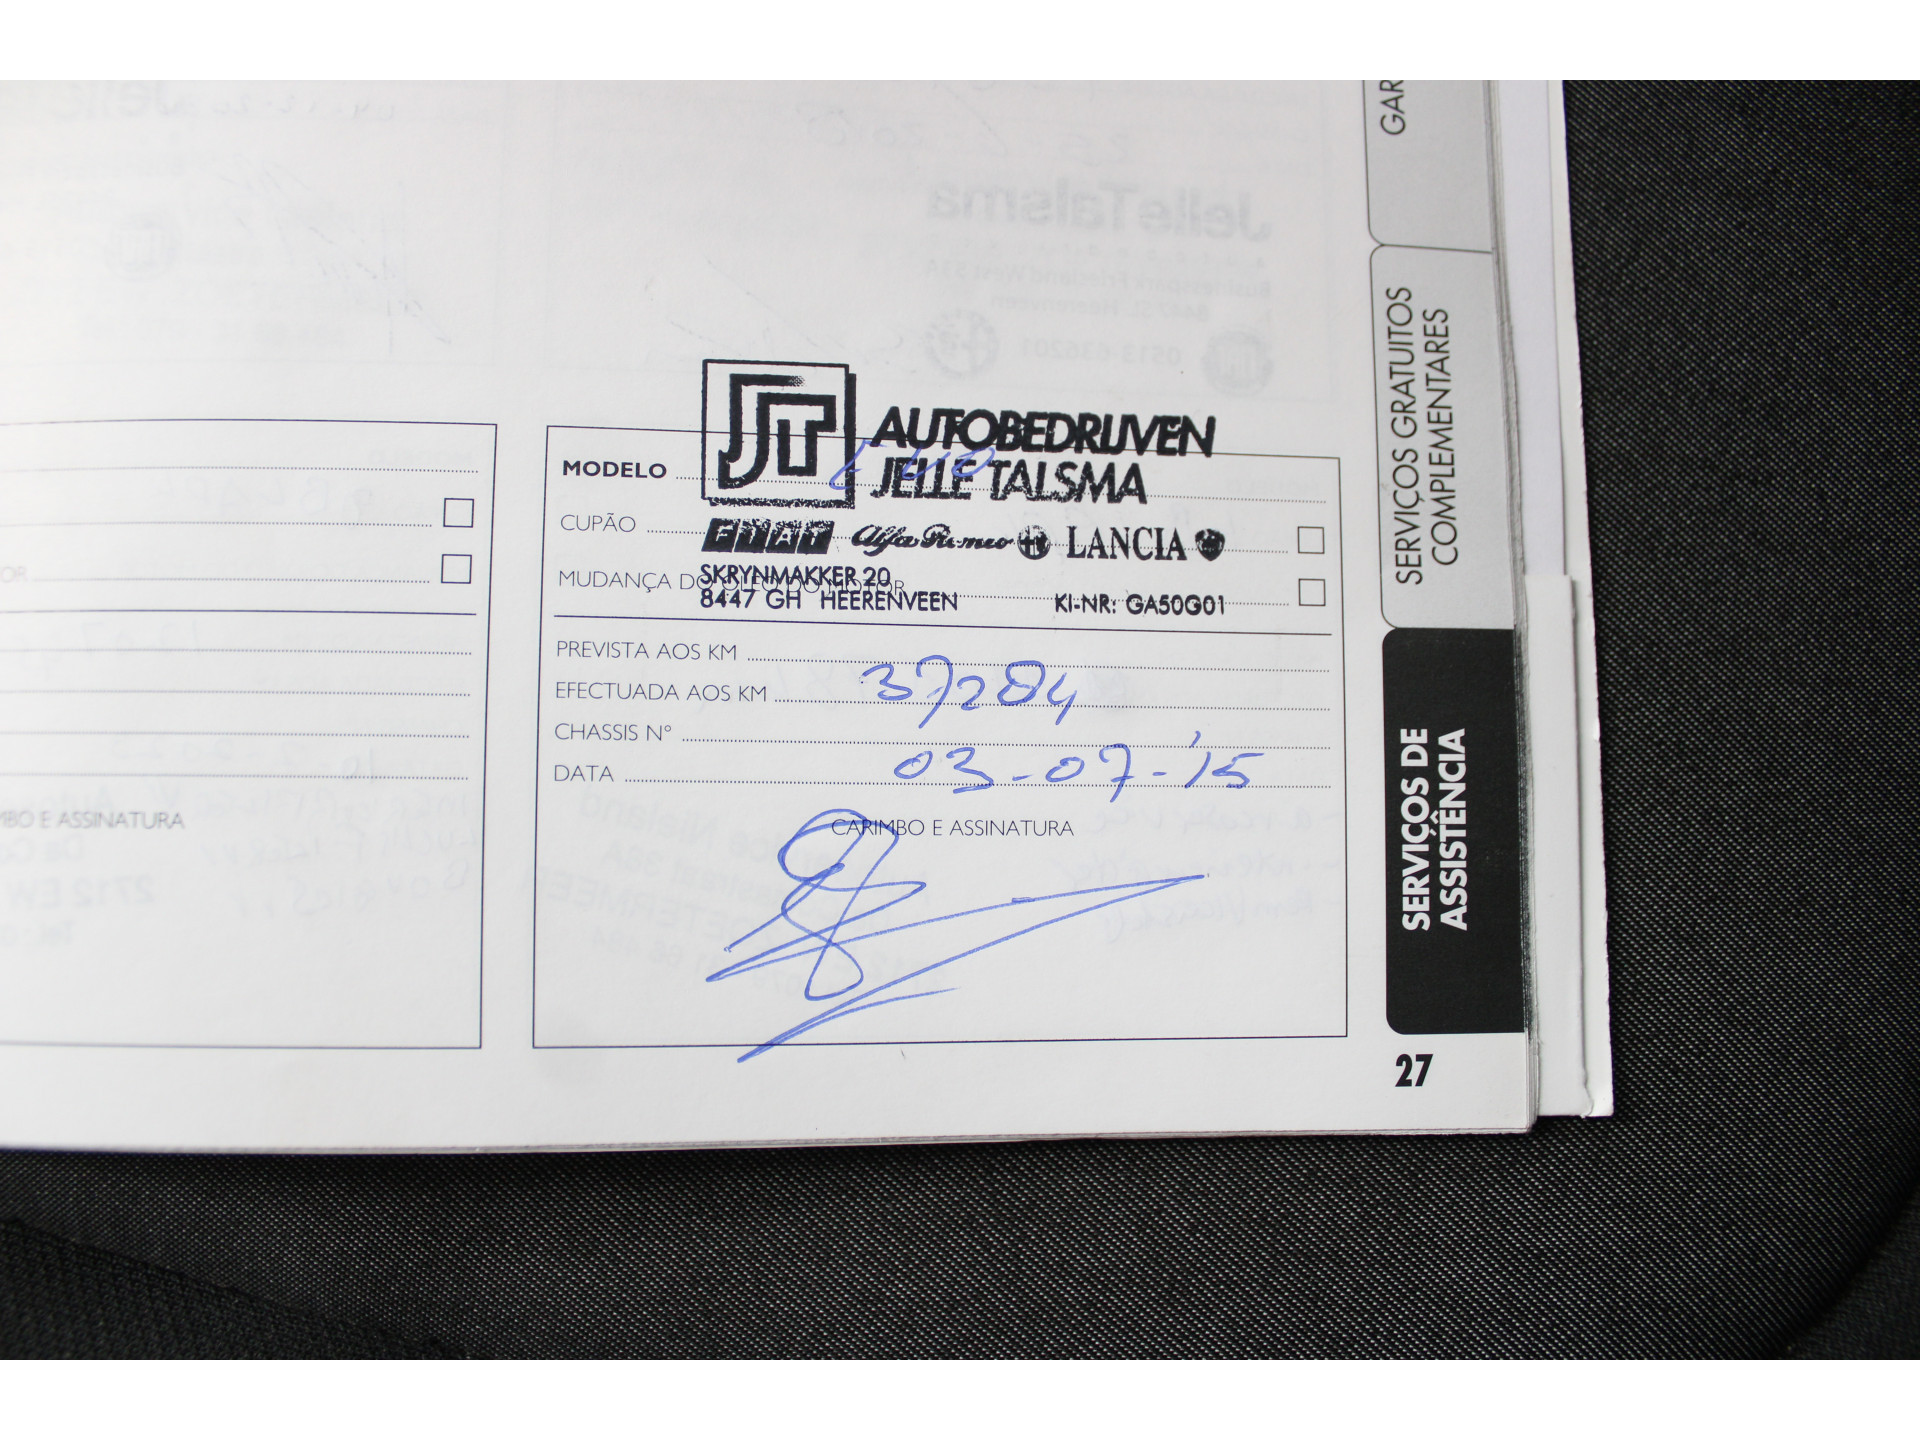 GAR
SERVIÇOS GRATUITOS
COMPLEMENTARES
SERVIÇOS DE
ASSISTÊNCIA
27
JT
AUTOBEDRIJVEN
JELLE TALSMA
FIAT Alfa Romeo LANCIA
SKRYNMAKKER 20
8447 GH HEERENVEEN KI-NR: GA50G01
MODELO
CUPÃO
MUDANÇA DO ÓLEO DO MOTOR
PREVISTA AOS KM
EFECTUADA AOS KM 37284
CHASSIS Nº
DATA 03-07-'15
CARIMBO E ASSINATURA
OR
MBO E ASSINATURA